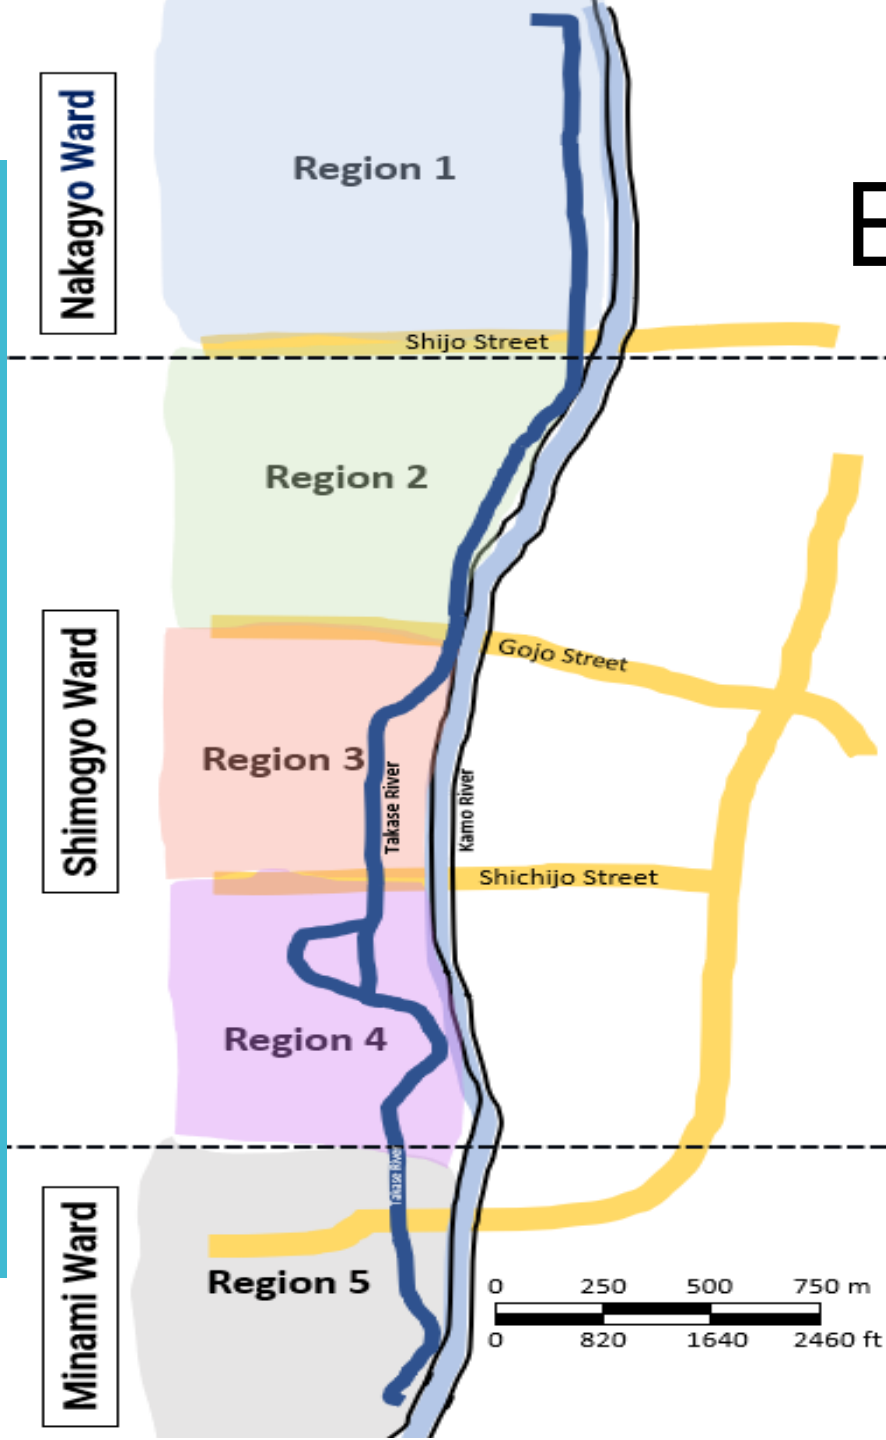 Nakagyo Ward
Region 1
E
Shijo Street
Region 2
Shimogyo Ward
Gojo Street
Region 3
Takase River
Kamo River
Shichijo Street
Region 4
Takase River
Minami Ward
Region 5
0 250 500 750 m
0 820 1640 2460 ft